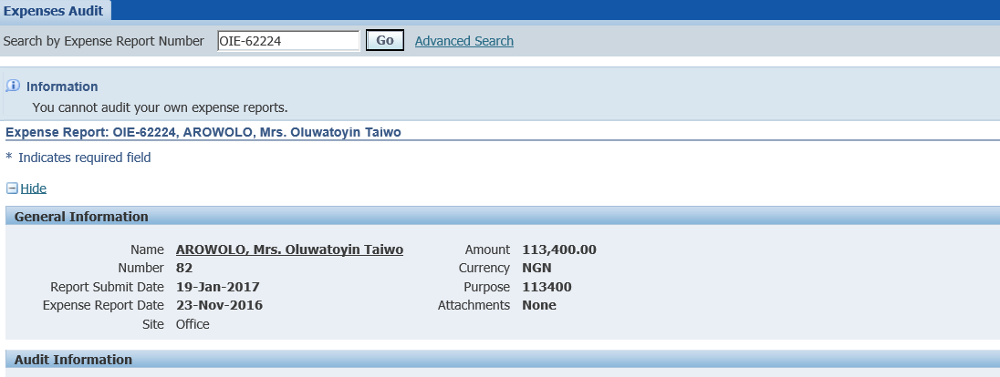 Expenses Audit
Search by Expense Report Number OIE-62224 Go Advanced Search
Information
You cannot audit your own expense reports.
Expense Report: OIE-62224, AROWOLO, Mrs. Oluwatoyin Taiwo
* Indicates required field
Hide
General Information
Name AROWOLO, Mrs. Oluwatoyin Taiwo Amount 113,400.00
Number 82 Currency NGN
Report Submit Date 19-Jan-2017 Purpose 113400
Expense Report Date 23-Nov-2016 Attachments None
Site Office
Audit Information